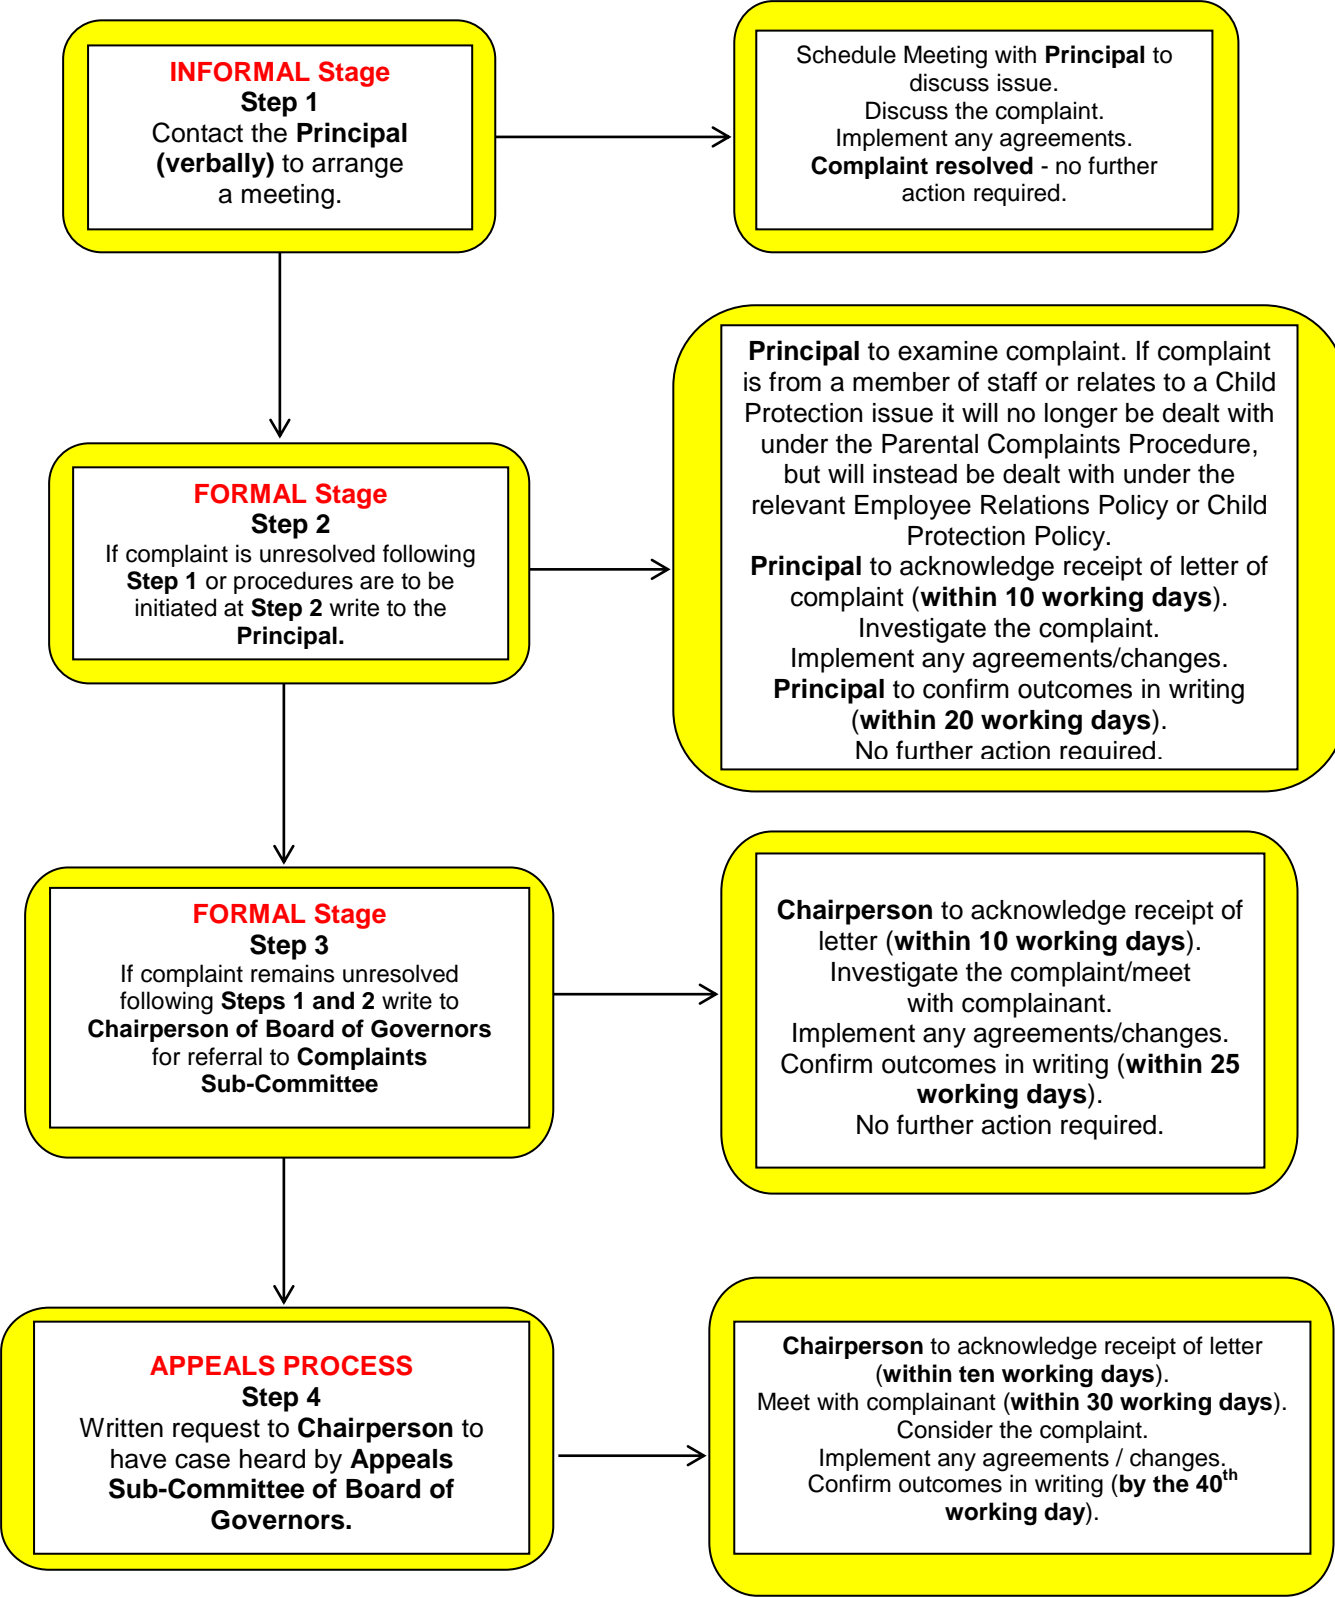 INFORMAL Stage
Step 1
Contact the Principal
(verbally) to arrange
a meeting.
Schedule Meeting with Principal to
discuss issue.
Discuss the complaint.
Implement any agreements.
Complaint resolved - no further
action required.
FORMAL Stage
Step 2
If complaint is unresolved following
Step 1 or procedures are to be
initiated at Step 2 write to the
Principal.
Principal to examine complaint. If complaint
is from a member of staff or relates to a Child
Protection issue it will no longer be dealt with
under the Parental Complaints Procedure,
but will instead be dealt with under the
relevant Employee Relations Policy or Child
Protection Policy.
Principal to acknowledge receipt of letter of
complaint (within 10 working days).
Investigate the complaint.
Implement any agreements/changes.
Principal to confirm outcomes in writing
(within 20 working days).
No further action required.
FORMAL Stage
Step 3
If complaint remains unresolved
following Steps 1 and 2 write to
Chairperson of Board of Governors
for referral to Complaints
Sub-Committee
Chairperson to acknowledge receipt of
letter (within 10 working days).
Investigate the complaint/meet
with complainant.
Implement any agreements/changes.
Confirm outcomes in writing (within 25
working days).
No further action required.
APPEALS PROCESS
Step 4
Written request to Chairperson to
have case heard by Appeals
Sub-Committee of Board of
Governors.
Chairperson to acknowledge receipt of letter
(within ten working days).
Meet with complainant (within 30 working days).
Consider the complaint.
Implement any agreements / changes.
Confirm outcomes in writing (by the 40th
working day).